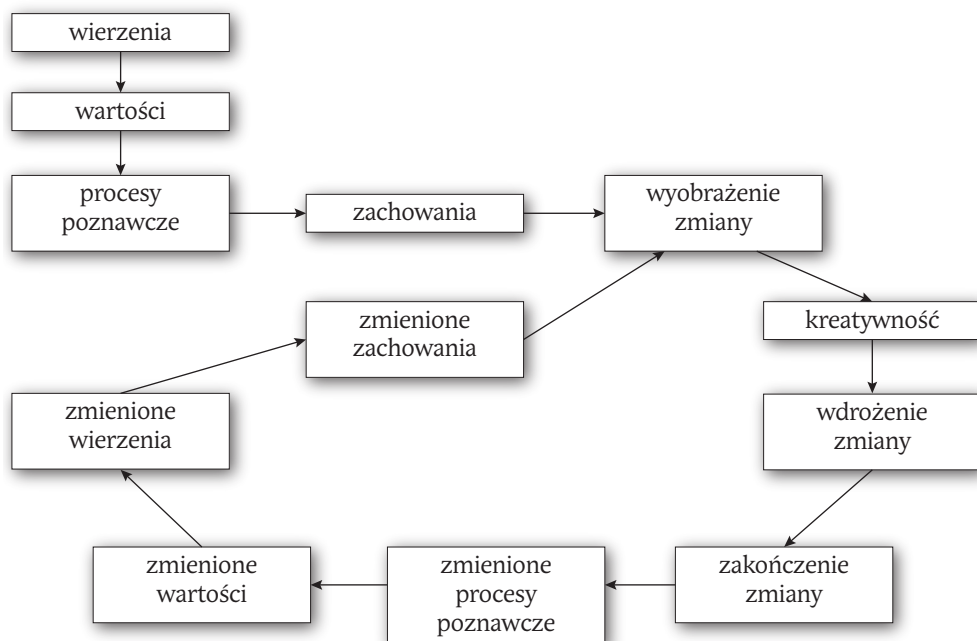 wierzenia
wartości
procesy
poznawcze
zachowania
wyobrażenie
zmiany
kreatywność
wdrożenie
zmiany
zakończenie
zmiany
zmienione
procesy
poznawcze
zmienione
wartości
zmienione
wierzenia
zmienione
zachowania